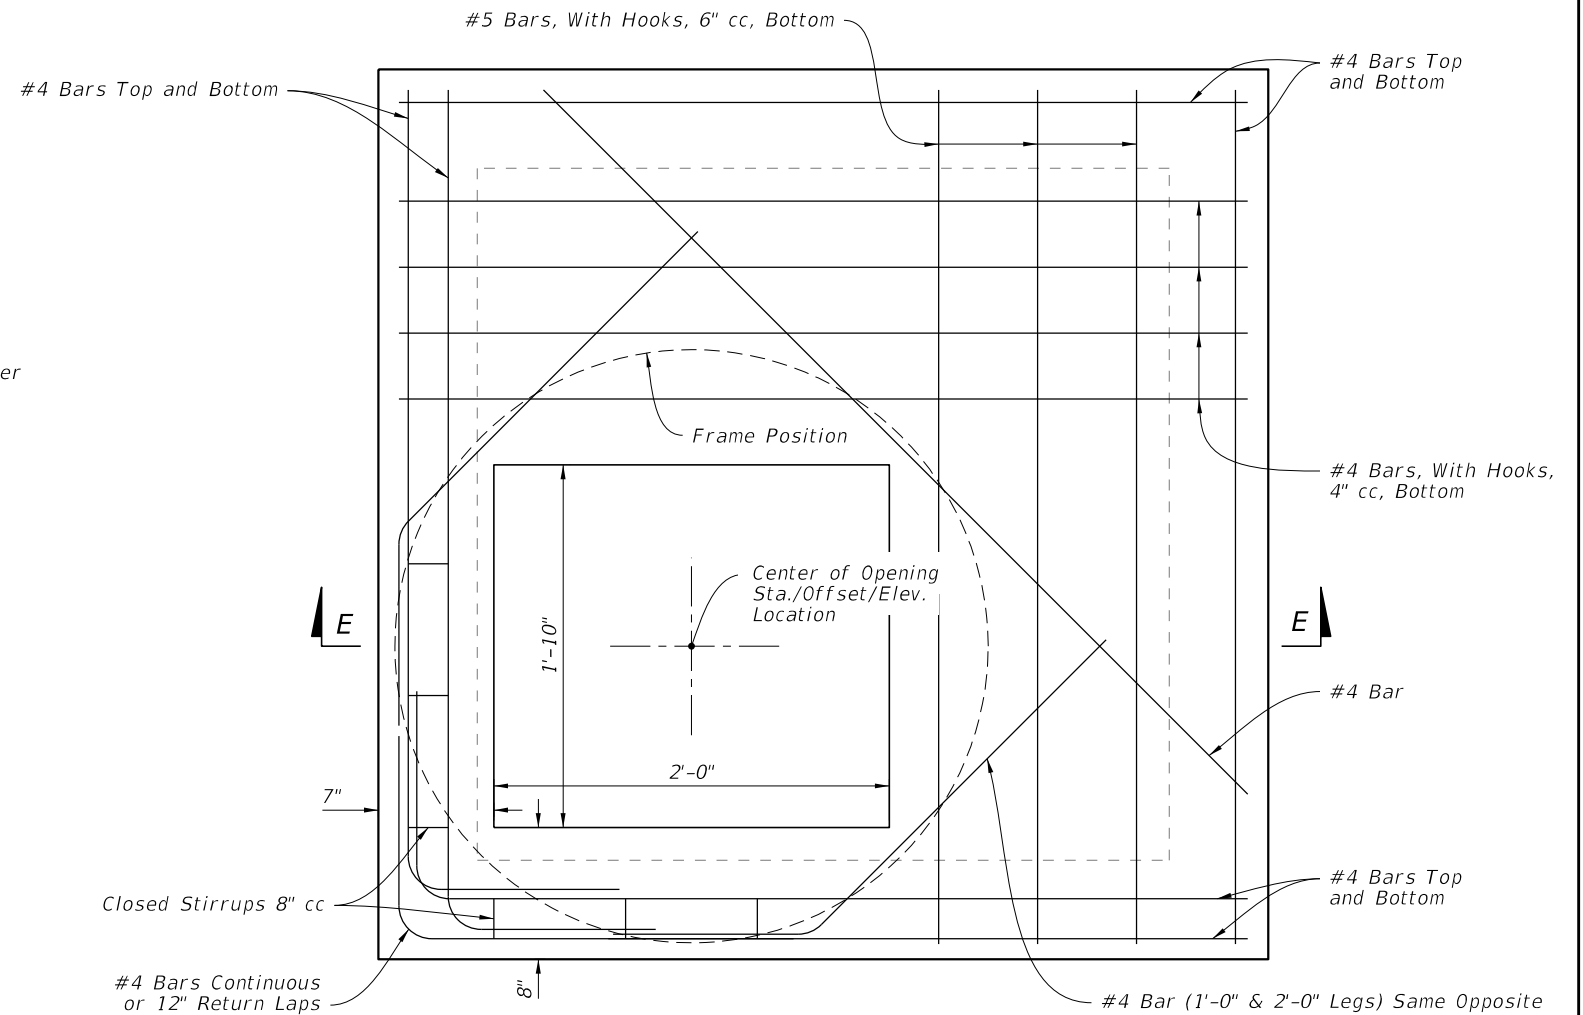 #5 Bars, With Hooks, 6" cc, Bottom
#4 Bars Top
and Bottom
#4 Bars Top and Bottom
er
Frame Position
#4 Bars, With Hooks,
4" cc, Bottom
Center of Opening
Sta./Offset/Elev.
Location
1'-10"
E
E
#4 Bar
2'-0"
7"
#4 Bars Top
and Bottom
Closed Stirrups 8" cc
#4 Bars Continuous
or 12" Return Laps
8"
#4 Bar (1'-0" & 2'-0" Legs) Same Opposite